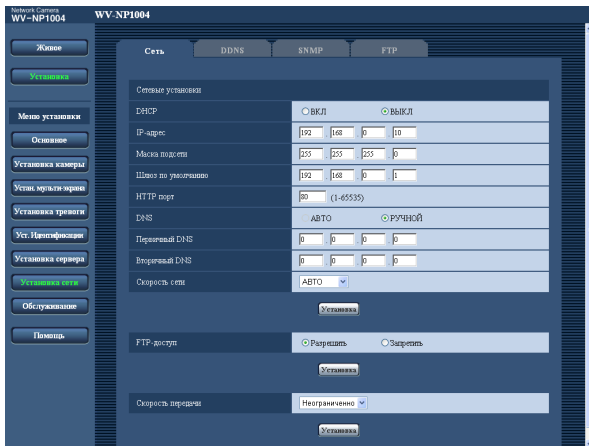 Network Camera
WV-NP1004
WV-NP1004
Живое
Установка
Меню установки
Основное
Установка камеры
Устан. мульти-экрана
Установка тревоги
Уст. Идентификации
Установка сервера
Установка сети
Обслуживание
Помощь
Сеть DDNS SNMP FTP
Сетевые установки
DHCP ВКЛ ВЫКЛ
IP-адрес 192 . 168 . 0 . 10
Маска подсети 255 . 255 . 255 . 0
Шлюз по умолчанию 192 . 168 . 0 . 1
HTTP порт 80 (1-65535)
DNS АВТО РУЧНОЙ
Первичный DNS 0 . 0 . 0 . 0
Вторичный DNS 0 . 0 . 0 . 0
Скорость сети АВТО
Установка
FTP-доступ Разрешить Запретить
Установка
Скорость передачи Неограниченно
Установка